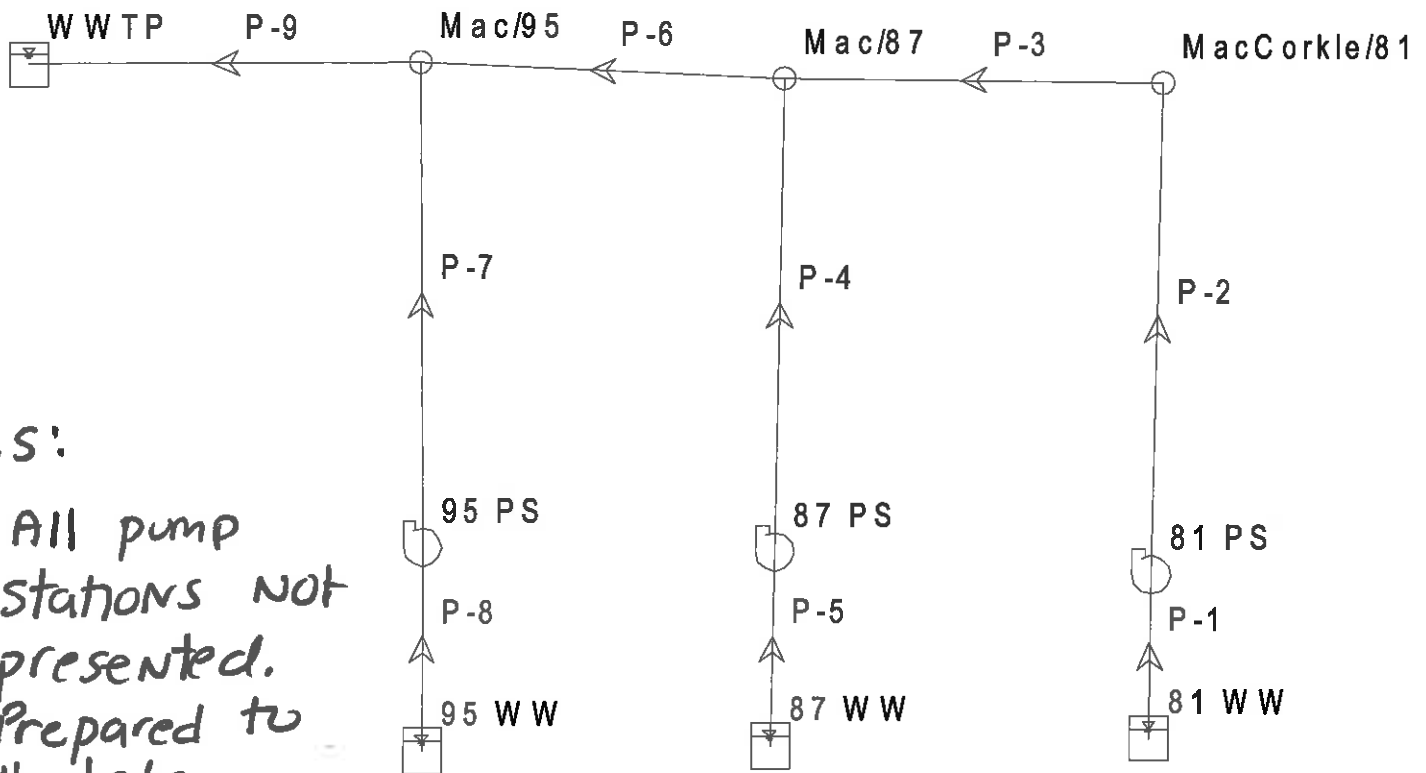 WWTP P-9 Mac/95 P-6 Mac/87 P-3 MacCorkle/81
P-7 P-4 P-2
s:
All pump
stations Not
presented.
Prepared to
95 PS 87 PS 81 PS
P-8 P-5 P-1
95 WW 87 WW 81 WW